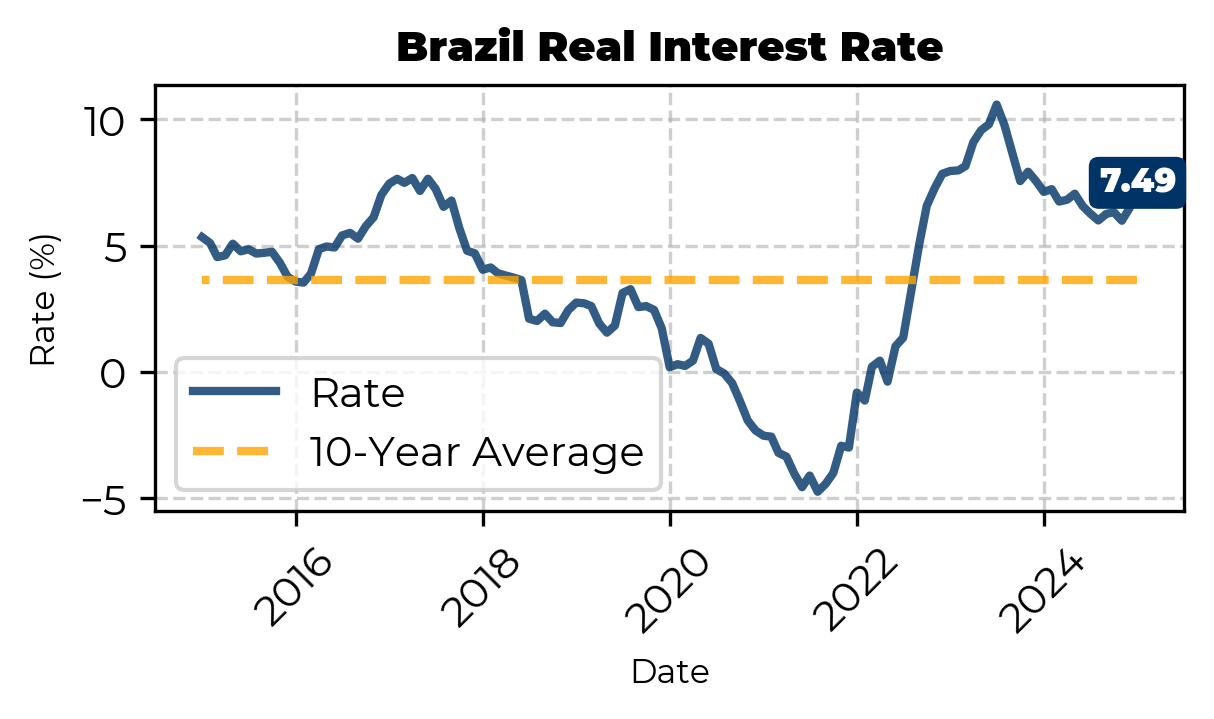 Brazil Real Interest Rate
Rate (%)
10
5
0
−5
7.49
Rate
10-Year Average
2016
2018
2020
2022
2024
Date